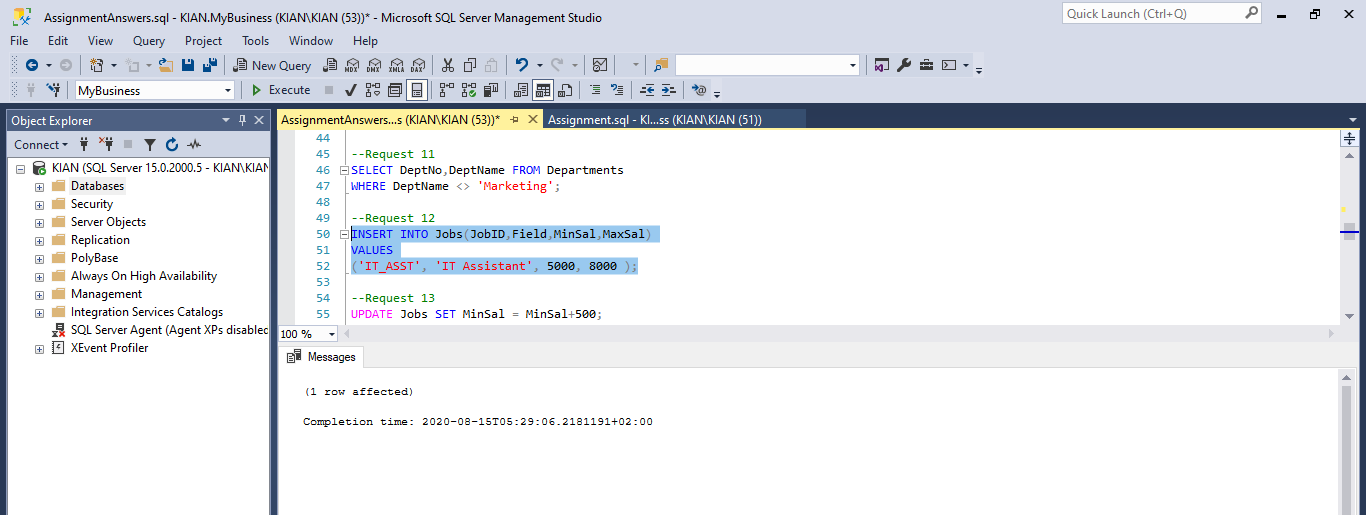 AssignmentAnswers.sql - KIAN.MyBusiness (KIAN\KIAN (53))* - Microsoft SQL Server Management Studio
Quick Launch (Ctrl+Q)
File Edit View Query Project Tools Window Help
New Query MDX DMX XMLA DAX
MyBusiness Execute
Object Explorer
Connect
KIAN (SQL Server 15.0.2000.5 - KIAN\KIAN
Databases
Security
Server Objects
Replication
PolyBase
Always On High Availability
Management
Integration Services Catalogs
SQL Server Agent (Agent XPs disabled
XEvent Profiler
AssignmentAnswers...s (KIAN\KIAN (53))* Assignment.sql - KI...ss (KIAN\KIAN (51))
44
45 --Request 11
46 SELECT DeptNo,DeptName FROM Departments
47 WHERE DeptName <> 'Marketing';
48
49 --Request 12
50 INSERT INTO Jobs(JobID,Field,MinSal,MaxSal)
51 VALUES
52 ('IT_ASST', 'IT Assistant', 5000, 8000 );
53
54 --Request 13
55 UPDATE Jobs SET MinSal = MinSal+500;
100 %
Messages
(1 row affected)
Completion time: 2020-08-15T05:29:06.2181191+02:00